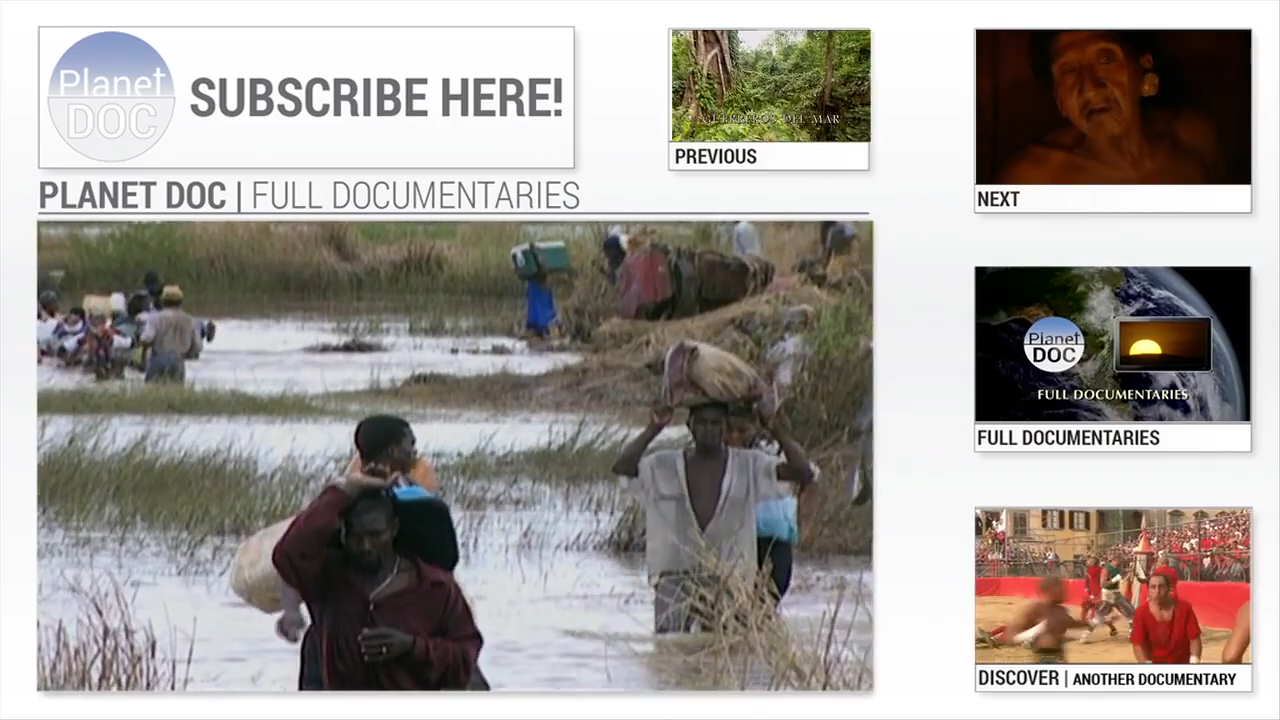 Planet
DOC
SUBSCRIBE HERE!
PLANET DOC | FULL DOCUMENTARIES
GUERREROS DEL MAR
PREVIOUS
NEXT
Planet
DOC
FULL DOCUMENTARIES
FULL DOCUMENTARIES
DISCOVER | ANOTHER DOCUMENTARY